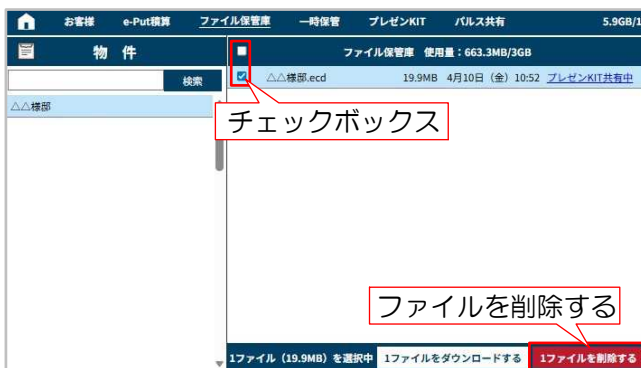 お客様 e-Put積算 ファイル保管庫 一時保管 プレゼンKIT パルス共有 5.9GB/1
物 件 ファイル保管庫 使用量：663.3MB/3GB
検索 △△様邸.ecd 19.9MB 4月10日（金）10:52 プレゼンKIT共有中
△△様邸
チェックボックス
ファイルを削除する
1ファイル（19.9MB）を選択中 1ファイルをダウンロードする 1ファイルを削除する